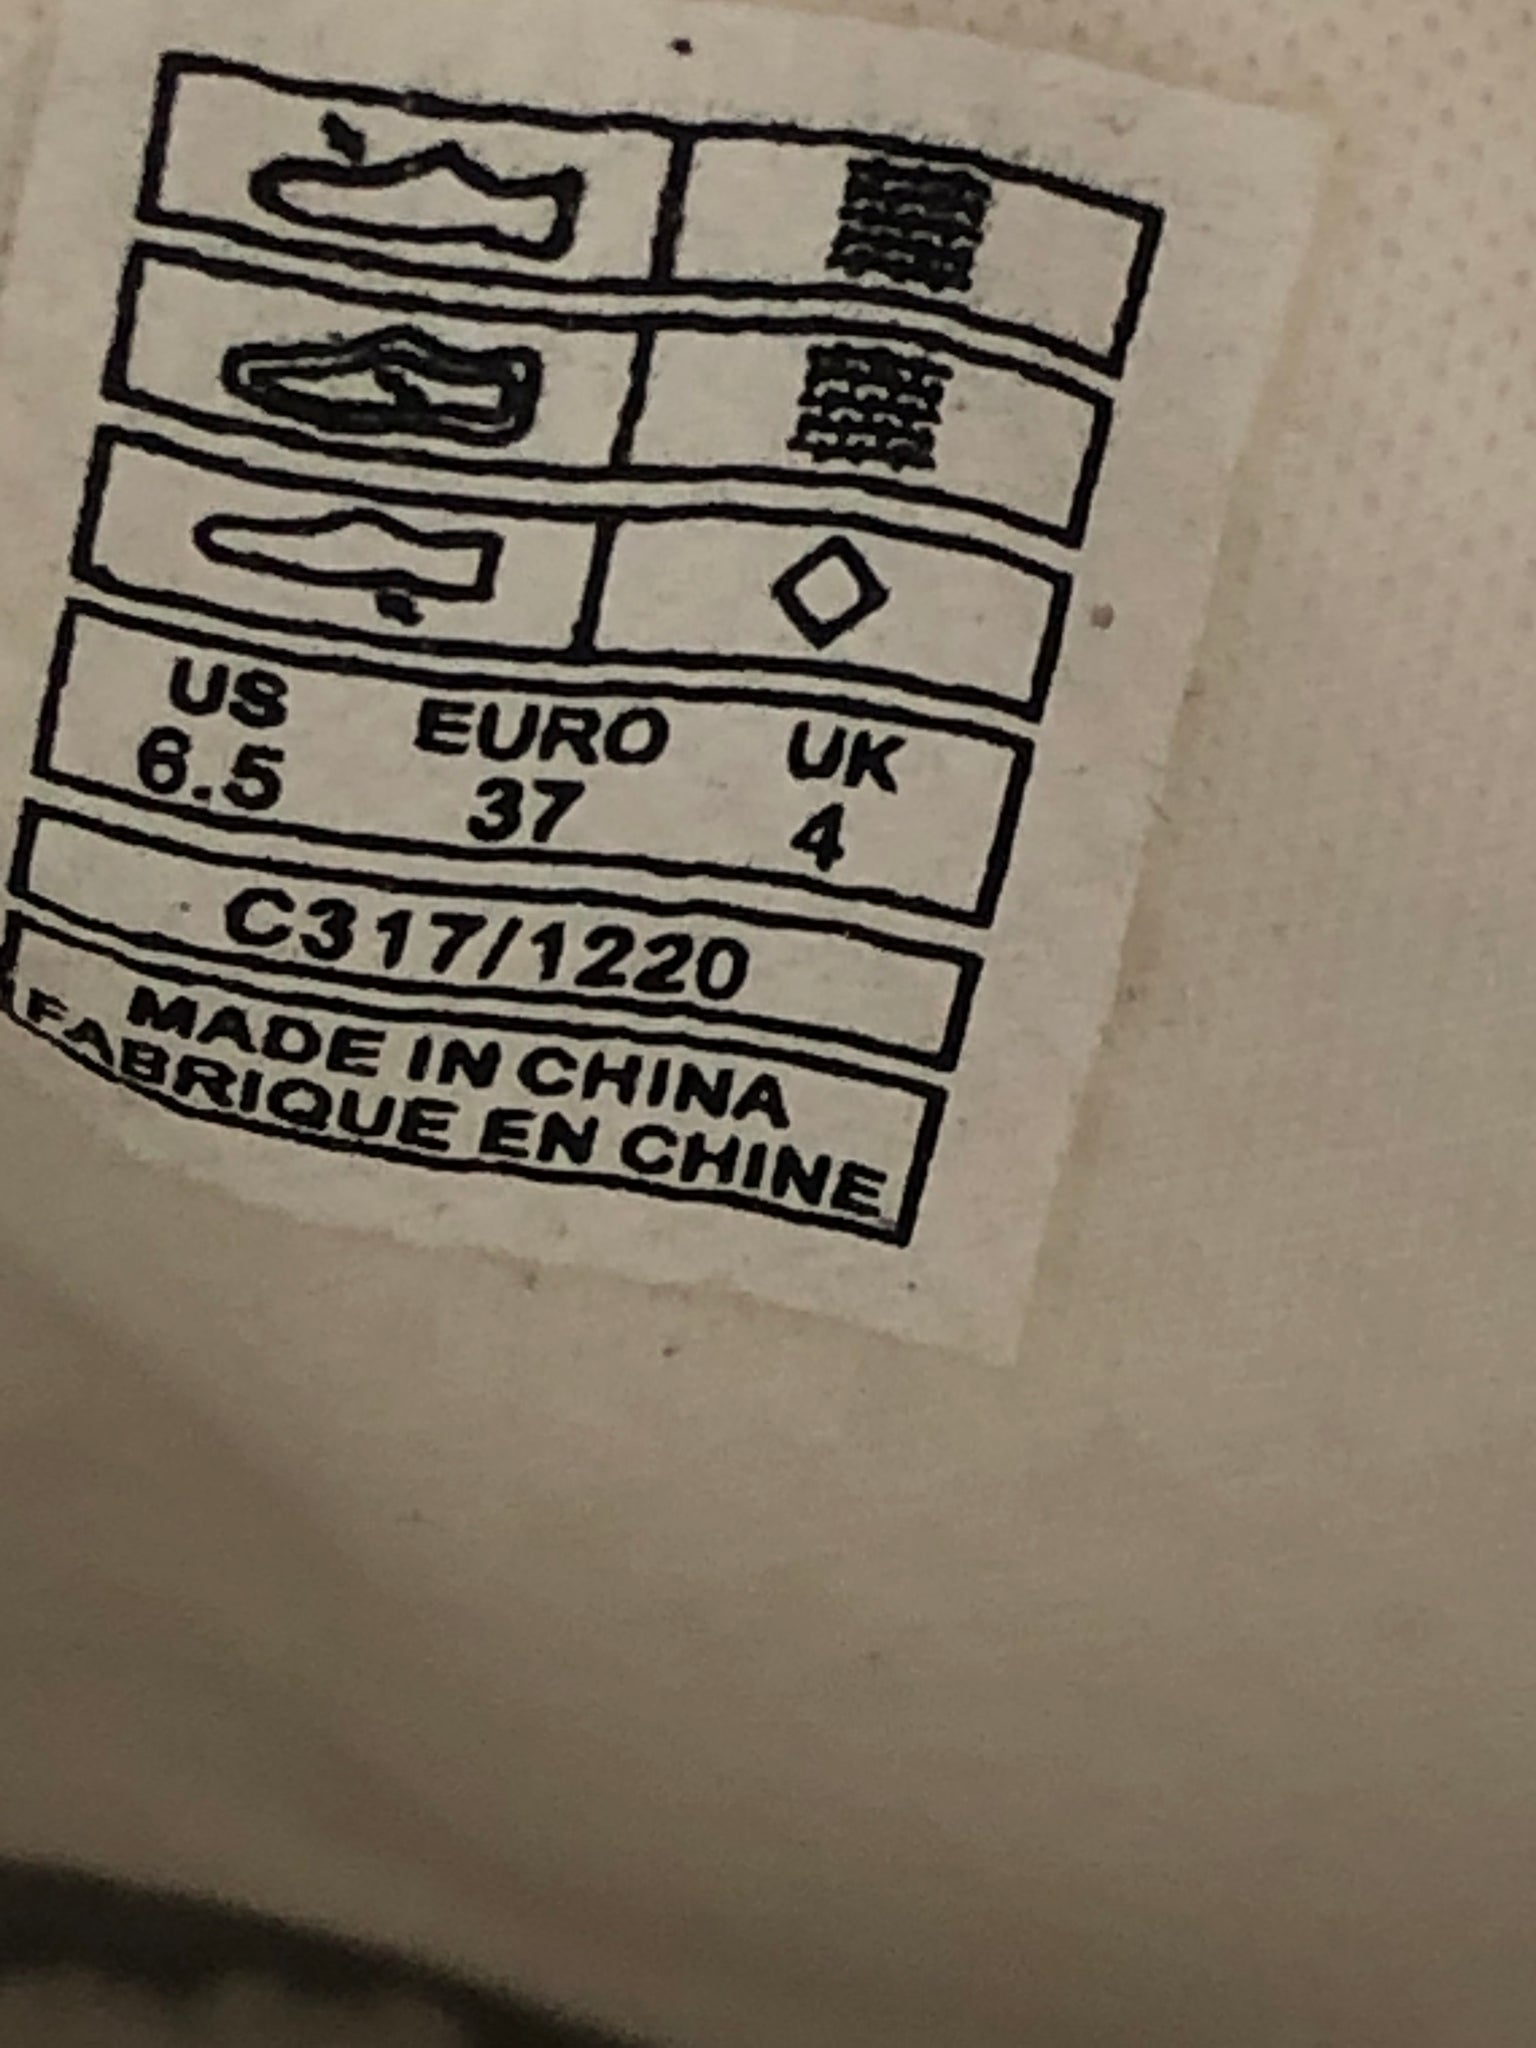 US EURO UK
6.5 37 4
C317/1220
MADE IN CHINA
FABRIQUE EN CHINE